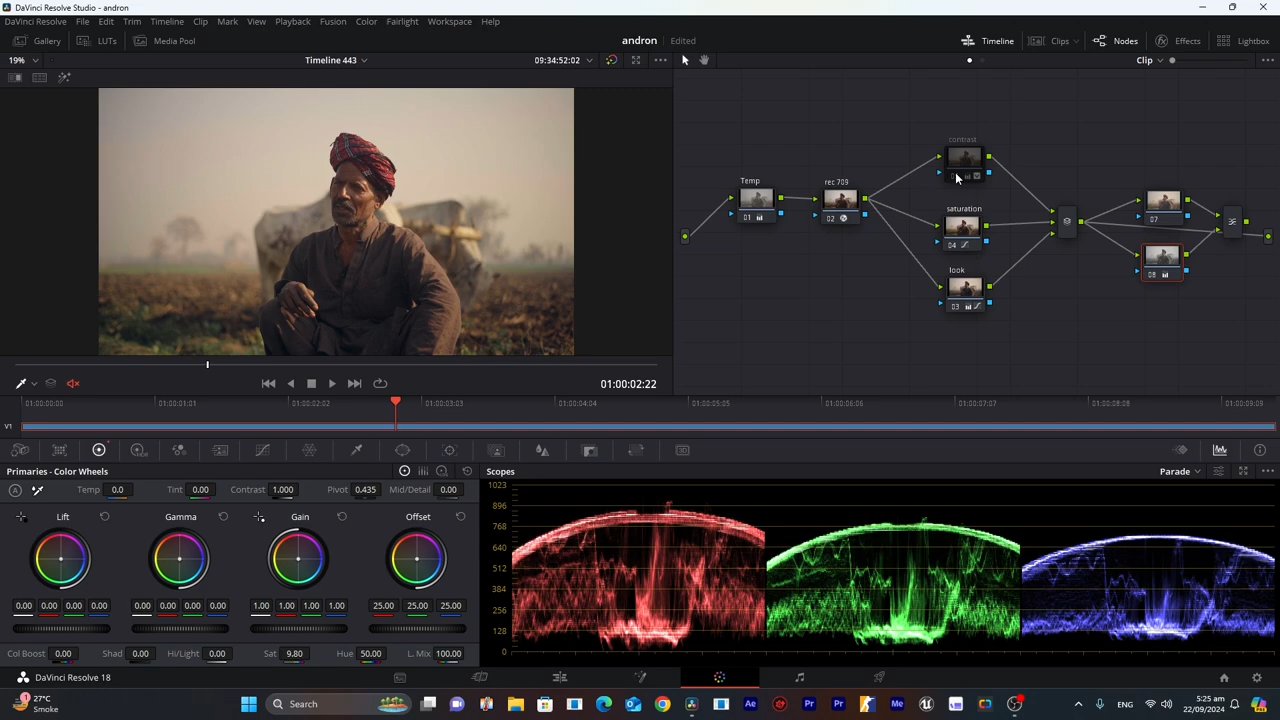 DaVinci Resolve Studio - andron
DaVinci Resolve File Edit Trim Timeline Clip Mark View Playback Fusion Color Fairlight Workspace Help
Gallery LUTs Media Pool andron Edited Timeline Clips Nodes Effects Lightbox
19% Timeline 443 09:34:52:02 Clip
contrast
Temp rec 709
01 02
saturation
04 07
look
03 08
01:00:02:22
01:00:00:00 01:00:01:01 01:00:02:02 01:00:03:03 01:00:04:04 01:00:05:05 01:00:06:06 01:00:07:07 01:00:08:08 01:00:09:09
V1
Primaries - Color Wheels Scopes Parade
Temp 0.0 Tint 0.00 Contrast 1.000 Pivot 0.435 Mid/Detail 0.00
Lift Gamma Gain Offset
0.00 0.00 0.00 0.00 0.00 0.00 0.00 0.00 1.00 1.00 1.00 1.00 25.00 25.00 25.00
Col Boost 0.00 Shad 0.00 Hi/Light 0.00 Sat 9.80 Hue 50.00 L. Mix 100.00
1023
896
768
640
512
384
256
128
0
DaVinci Resolve 18
1
27°C
Smoke
Search
Ae Pr Pr Me
ENG
5:25 am
22/09/2024